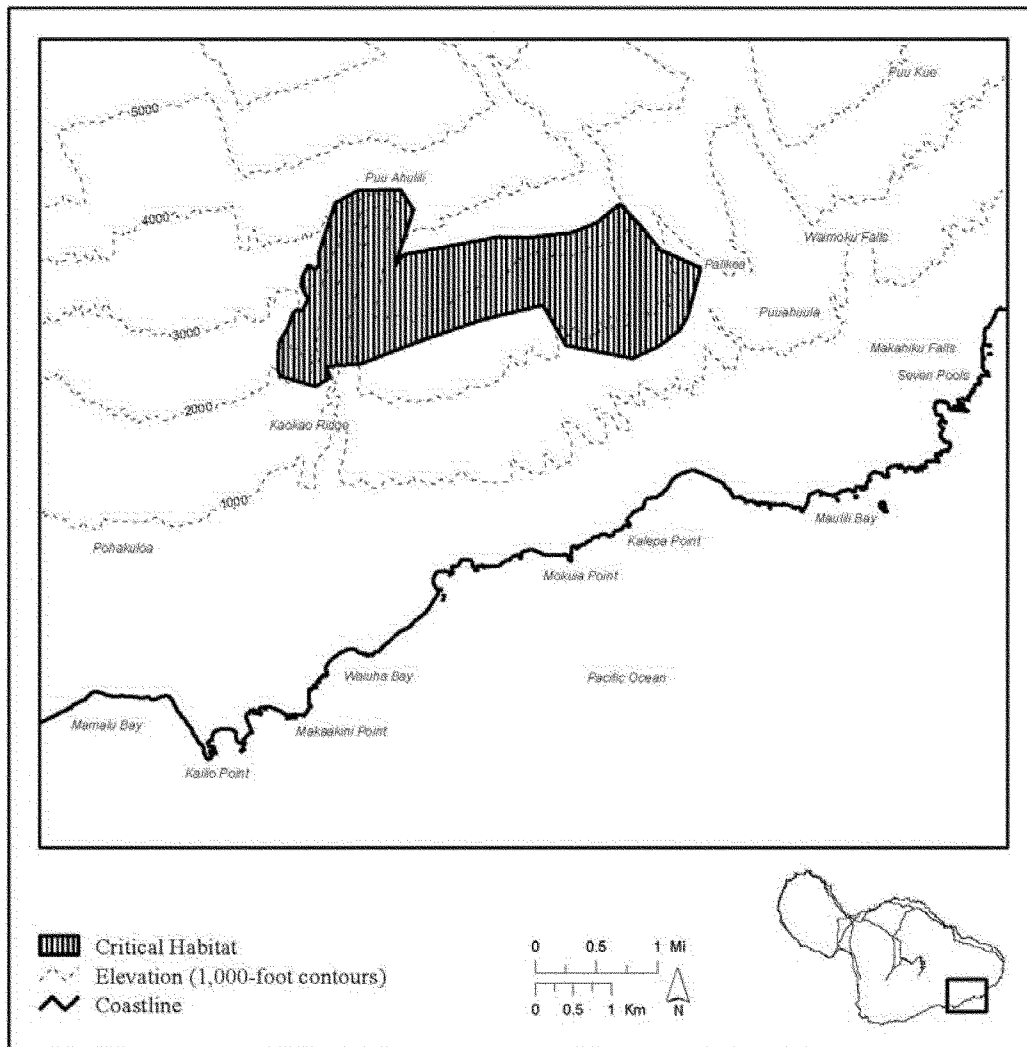 Puu Kue
5000
Puu Ahulili
4000
Waimoku Falls
Palikea
Puuahuula
3000
Makahiku Falls
Seven Pools
2000
Kaokao Ridge
1000
Maulili Bay
Pohakuloa
Kalepa Point
Mokuia Point
Waiuha Bay
Pacific Ocean
Mamalu Bay
Makaakini Point
Kailio Point
Critical Habitat
Elevation (1,000-foot contours)
Coastline
0 0.5 1 Mi
0 0.5 1 Km
N